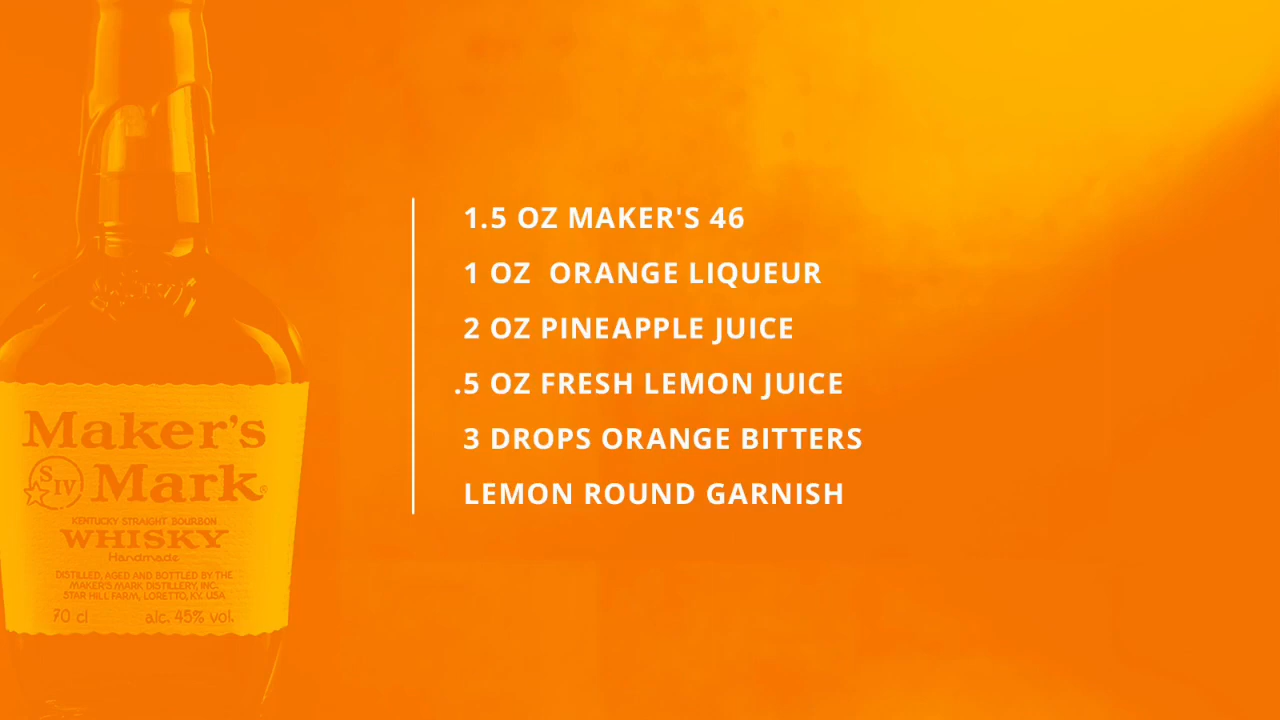 Maker's
S IV Mark®
KENTUCKY STRAIGHT BOURBON
WHISKY
Handmade
DISTILLED, AGED AND BOTTLED BY THE
MAKER'S MARK DISTILLERY, INC.
STAR HILL FARM, LORETTO, KY. USA
70 cl alc. 45% vol.
1.5 OZ MAKER'S 46
1 OZ  ORANGE LIQUEUR
2 OZ PINEAPPLE JUICE
.5 OZ FRESH LEMON JUICE
3 DROPS ORANGE BITTERS
LEMON ROUND GARNISH